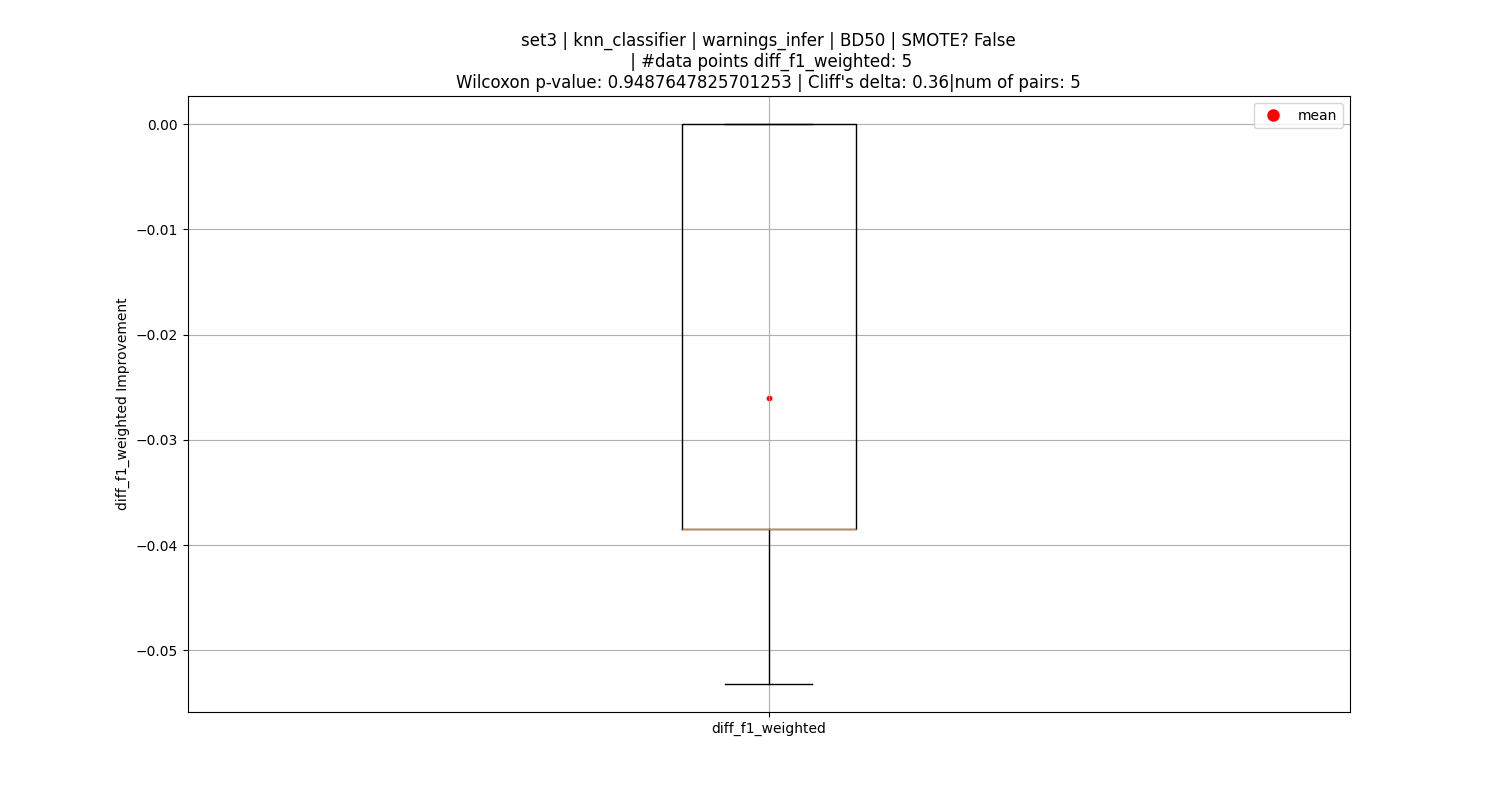 set3 | knn_classifier | warnings_infer | BD50 | SMOTE? False
| #data points diff_f1_weighted: 5
Wilcoxon p-value: 0.9487647825701253 | Cliff's delta: 0.36|num of pairs: 5
mean
0.00
−0.01
−0.02
−0.03
−0.04
−0.05
diff_f1_weighted Improvement
diff_f1_weighted